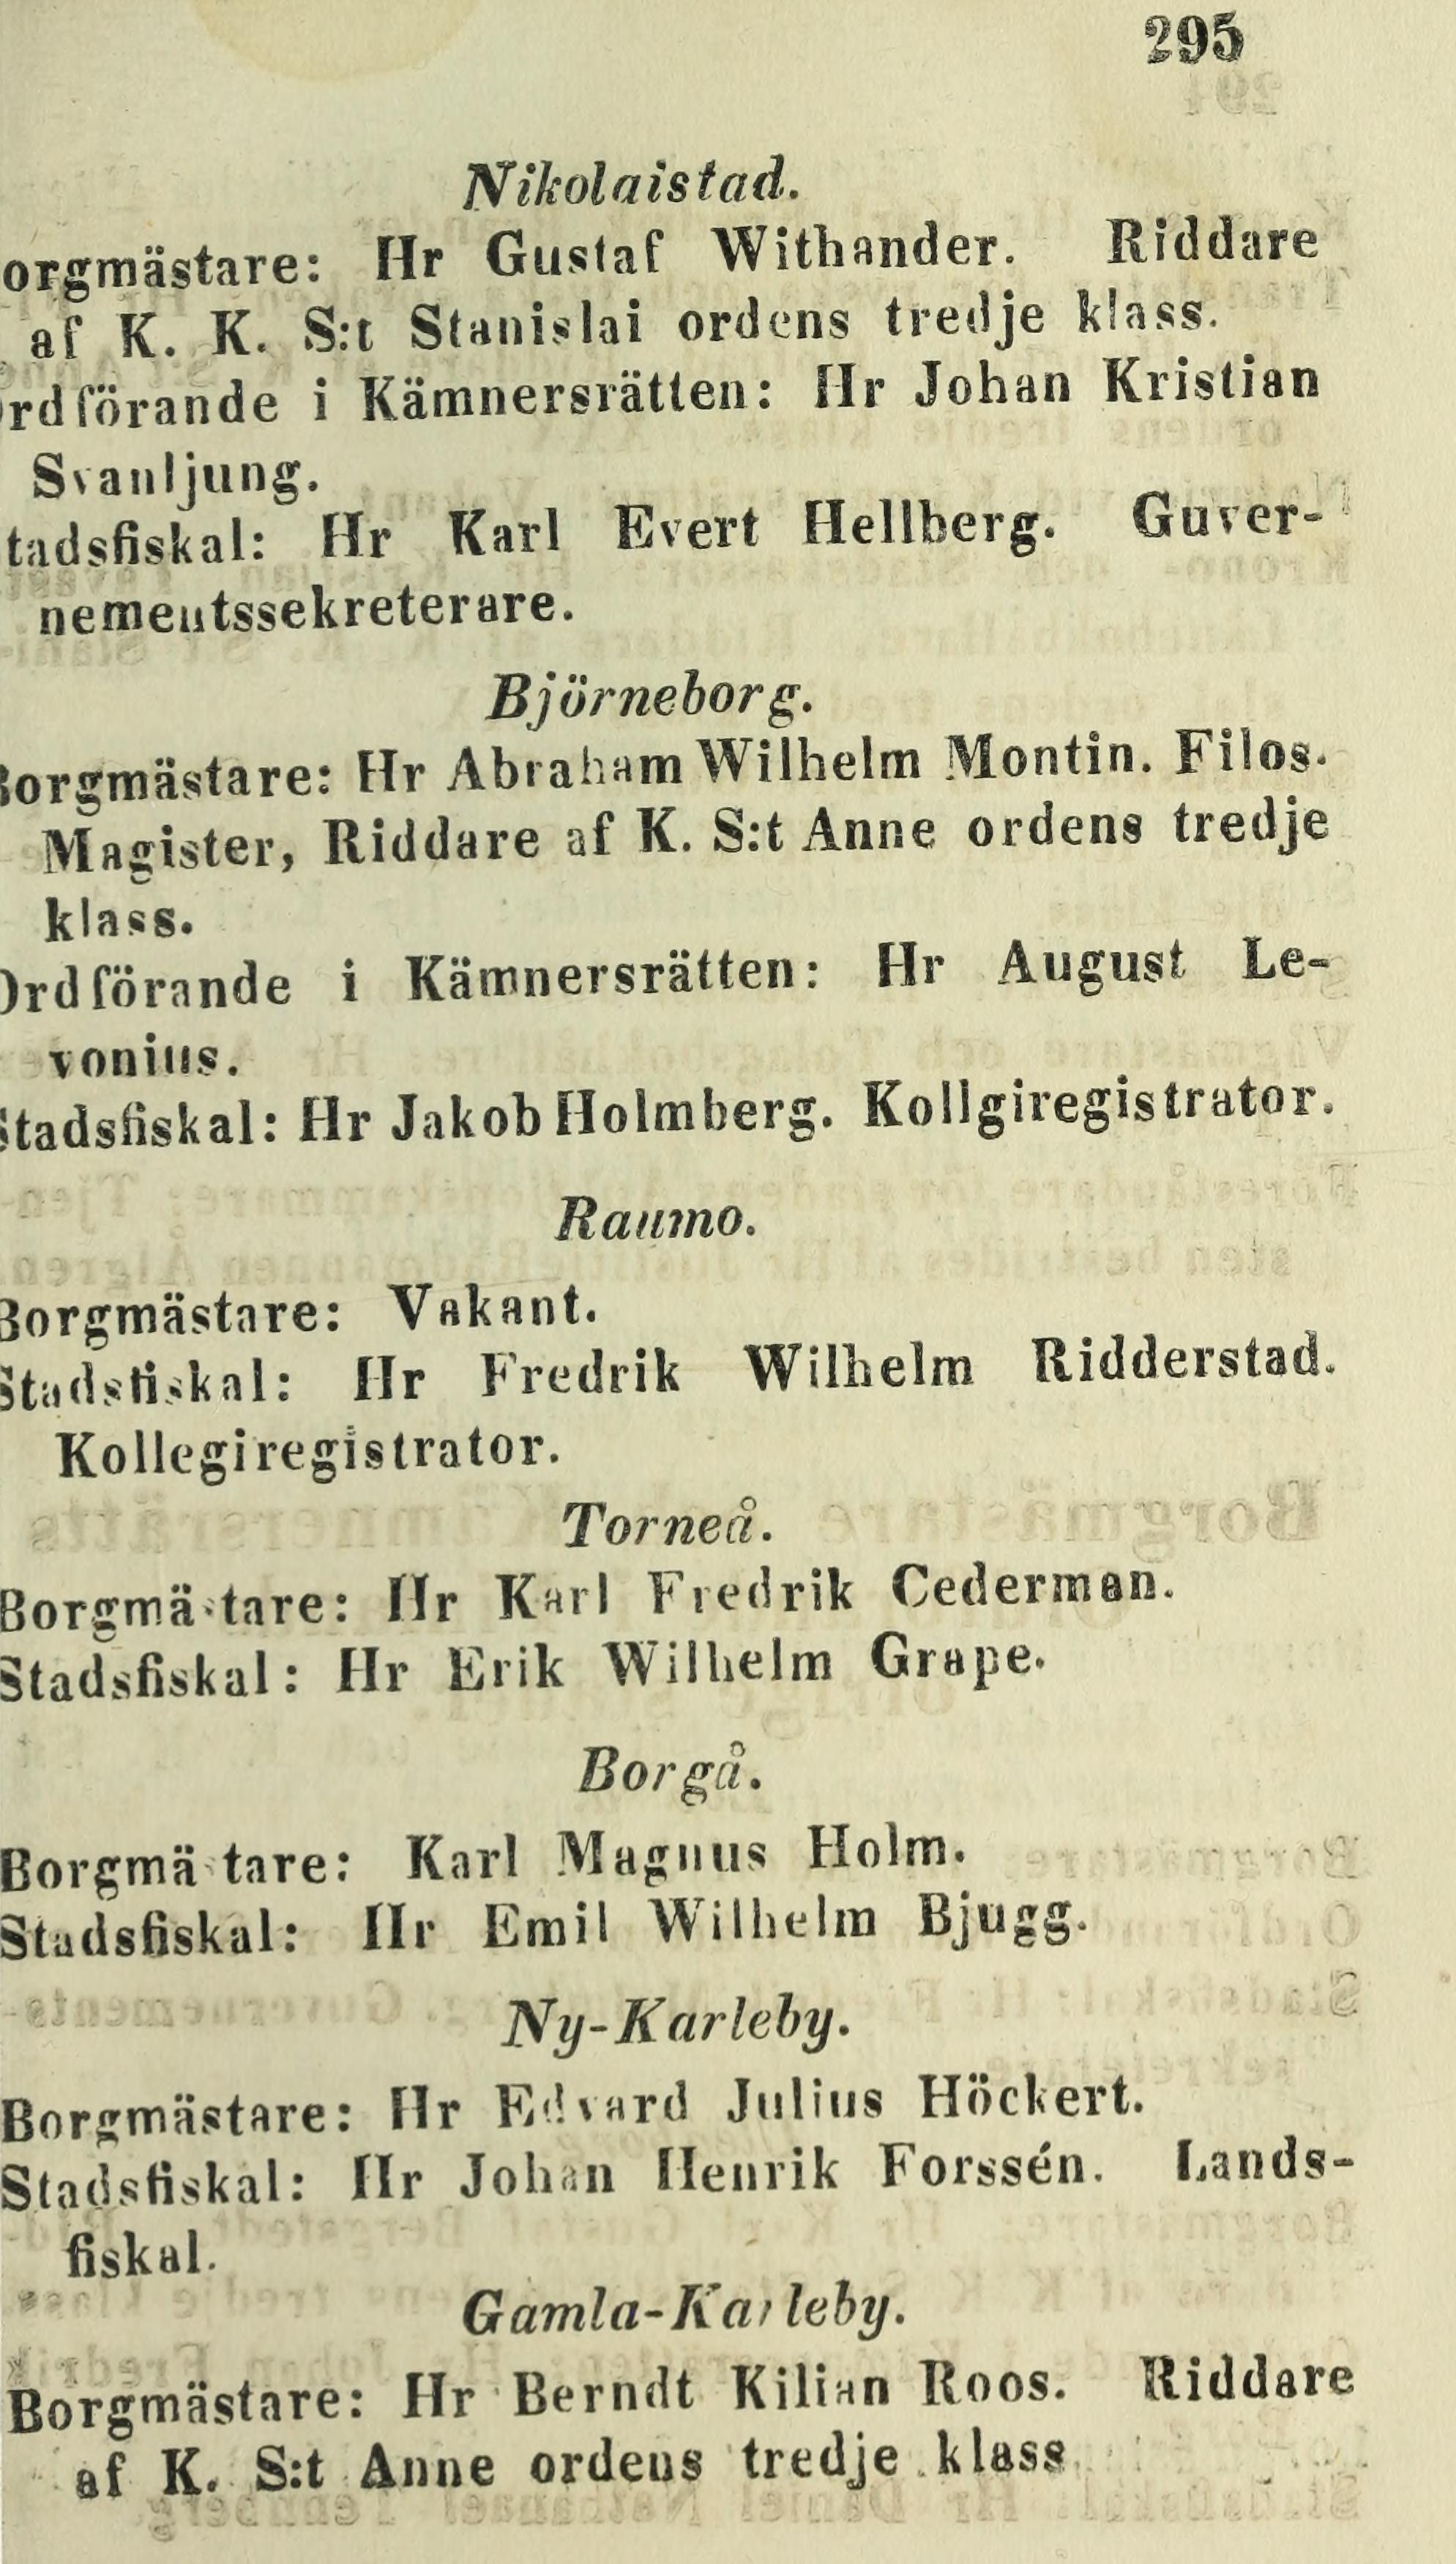 295
Nikolaistad.
orgmästare: Hr Gustaf Withander. Riddare
af K. K. S:t Stanislai ordens tredje klass.
rdförande i Kämnersrätten: Hr Johan Kristian
Svanljung.
tadsfiskal: Hr Karl Evert Hellberg. Guver-
nementssekreterare.
Björneborg.
Borgmästare: Hr Abraham Wilhelm Montin. Filos.
Magister, Riddare af K. S:t Anne ordens tredje
klass.
Ordförande i Kämnersrätten: Hr August Le-
vonius.
Stadsfiskal: Hr Jakob Holmberg. Kollgiregistrator.
Raumo.
Borgmästare: Vakant.
Stadsfiskal: Hr Fredrik Wilhelm Ridderstad.
Kollegiregistrator.
Torneå.
Borgmästare: Hr Karl Fredrik Cederman.
Stadsfiskal: Hr Erik Wilhelm Grape.
Borgå.
Borgmästare: Karl Magnus Holm.
Stadsfiskal: Hr Emil Wilhelm Bjugg.
Ny-Karleby.
Borgmästare: Hr Edvard Julius Höckert.
Stadsfiskal: Hr Johan Henrik Forssén. Lands-
fiskal.
Gamla-Karleby.
Borgmästare: Hr Berndt Kilian Roos. Riddare
af K. S:t Anne ordens tredje klass